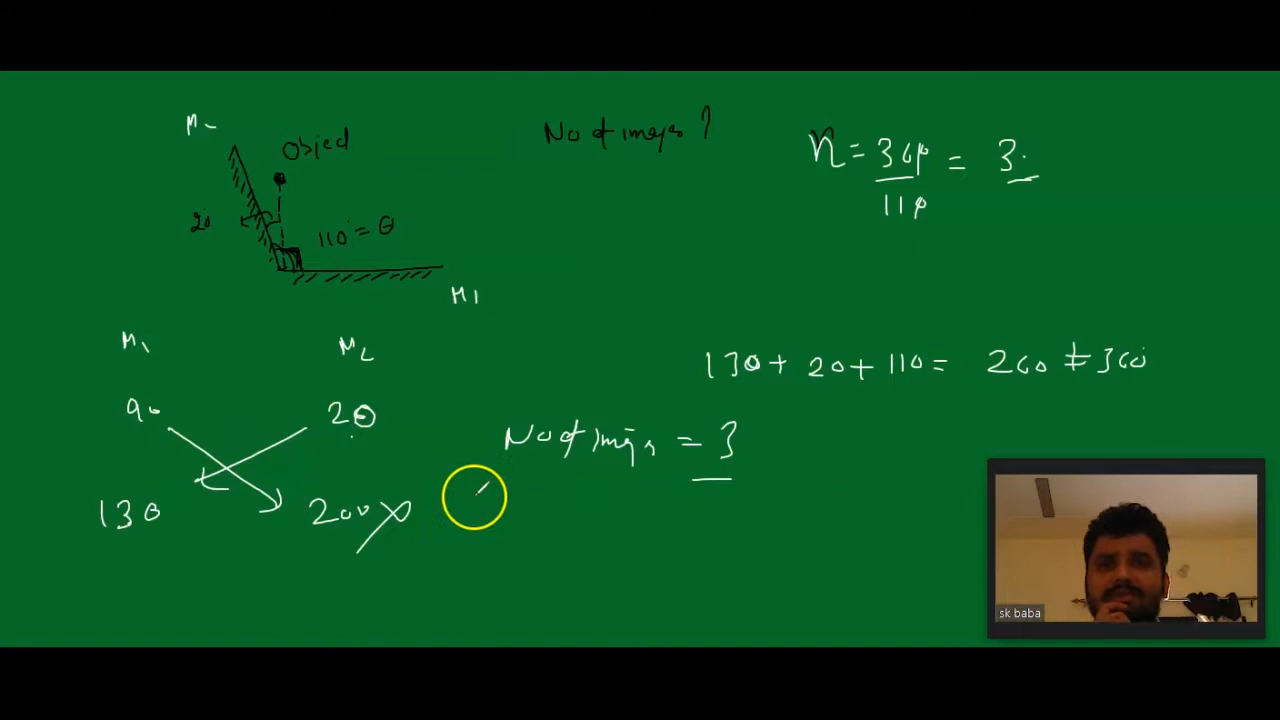 M2
Object
No of images ?
n = 360/110 = 3.
20
110° = θ
M1
M1
M2
130 + 20 + 110 = 260 ≠ 360
90
20
No of images = 3
130
200 X
sk baba